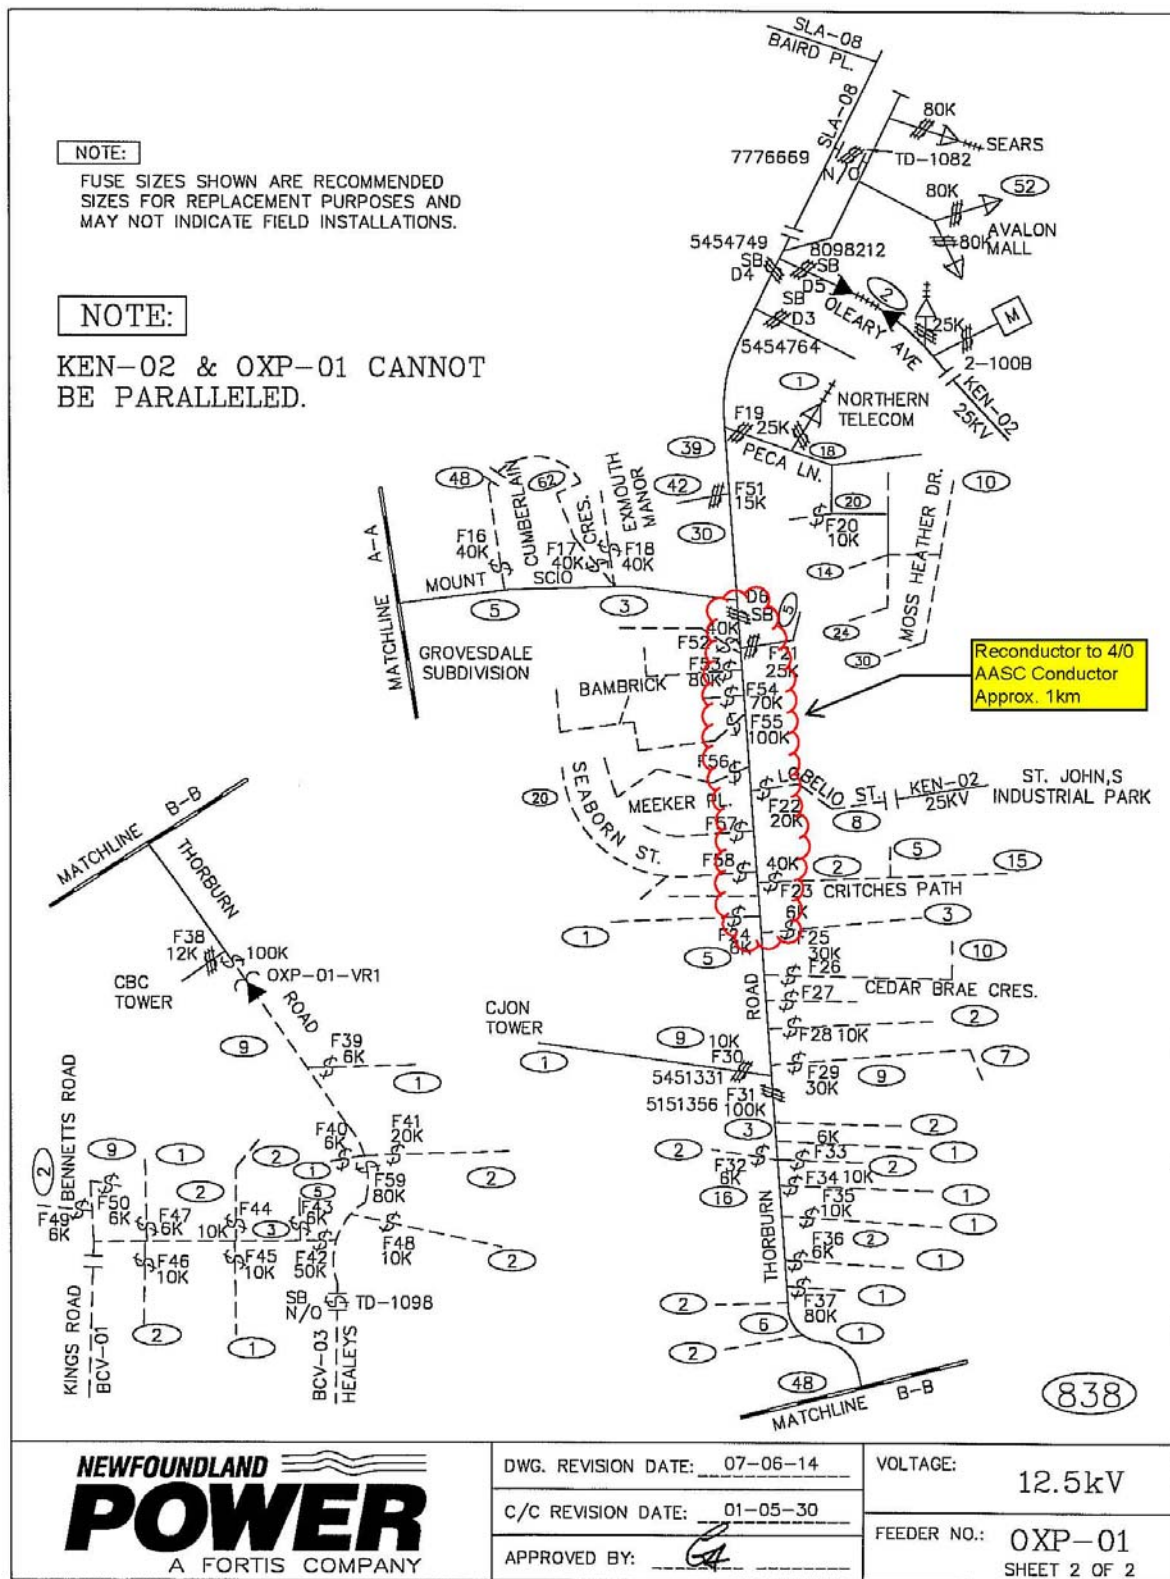 SLA-08
BAIRD PL.
SLA-08
80K
SEARS
NOTE:
7776669
N/O
TD-1082
FUSE SIZES SHOWN ARE RECOMMENDED
SIZES FOR REPLACEMENT PURPOSES AND
MAY NOT INDICATE FIELD INSTALLATIONS.
80K
52
AVALON
MALL
80K
5454749
8098212
SB
D4
SB
D5
SB
D3
2
OLEARY AVE
25K
M
5454764
2-100B
KEN-02
25KV
NOTE:
KEN-02 & OXP-01 CANNOT
BE PARALLELED.
1
NORTHERN
TELECOM
F19
25K
39
PECA LN.
18
48
CUMBERLAIN
62
CRES.
EXMOUTH
MANOR
42
F51
15K
30
20
F20
10K
10
MOSS HEATHER DR.
14
24
30
A-A
MATCHLINE
F16
40K
F17
40K
F18
40K
MOUNT SCIO
5
3
D6
SB
5
GROVESDALE
SUBDIVISION
40K
F52
F21
25K
F53
80K
F54
70K
BAMBRICK
F55
100K
Reconductor to 4/0
AASC Conductor
Approx. 1km
F56
SEABORN ST.
20
MEEKER PL.
LOBELIO ST.
F22
20K
8
KEN-02
25KV
ST. JOHN,S
INDUSTRIAL PARK
F57
F58
40K
2
5
15
F23
CRITCHES PATH
6K
3
1
F24
6K
5
F25
30K
F26
10
CEDAR BRAE CRES.
F27
ROAD
F28 10K
2
CJON
TOWER
1
9
10K
F30
5451331
F29
30K
9
7
5151356
F31
100K
3
2
6K
1
2
F32
6K
F33
2
F34 10K
1
16
F35
10K
1
THORBURN
F36
6K
2
1
2
F37
80K
1
6
1
2
48
MATCHLINE B-B
838
MATCHLINE B-B
THORBURN
F38
12K
100K
CBC
TOWER
OXP-01-VR1
ROAD
9
F39
6K
1
BENNETTS ROAD
2
9
1
2
F40
6K
1
F41
20K
2
F59
80K
5
F49
6K
F50
6K
F47
6K
2
10K
F44
3
F43
6K
F48
10K
2
F46
10K
F45
10K
F42
50K
SB
N/O
TD-1098
2
1
KINGS ROAD
BCV-01
BCV-03
HEALEYS
NEWFOUNDLAND
POWER
A FORTIS COMPANY
DWG. REVISION DATE: 07-06-14
C/C REVISION DATE: 01-05-30
APPROVED BY:
VOLTAGE:
12.5kV
FEEDER NO.: OXP-01
SHEET 2 OF 2